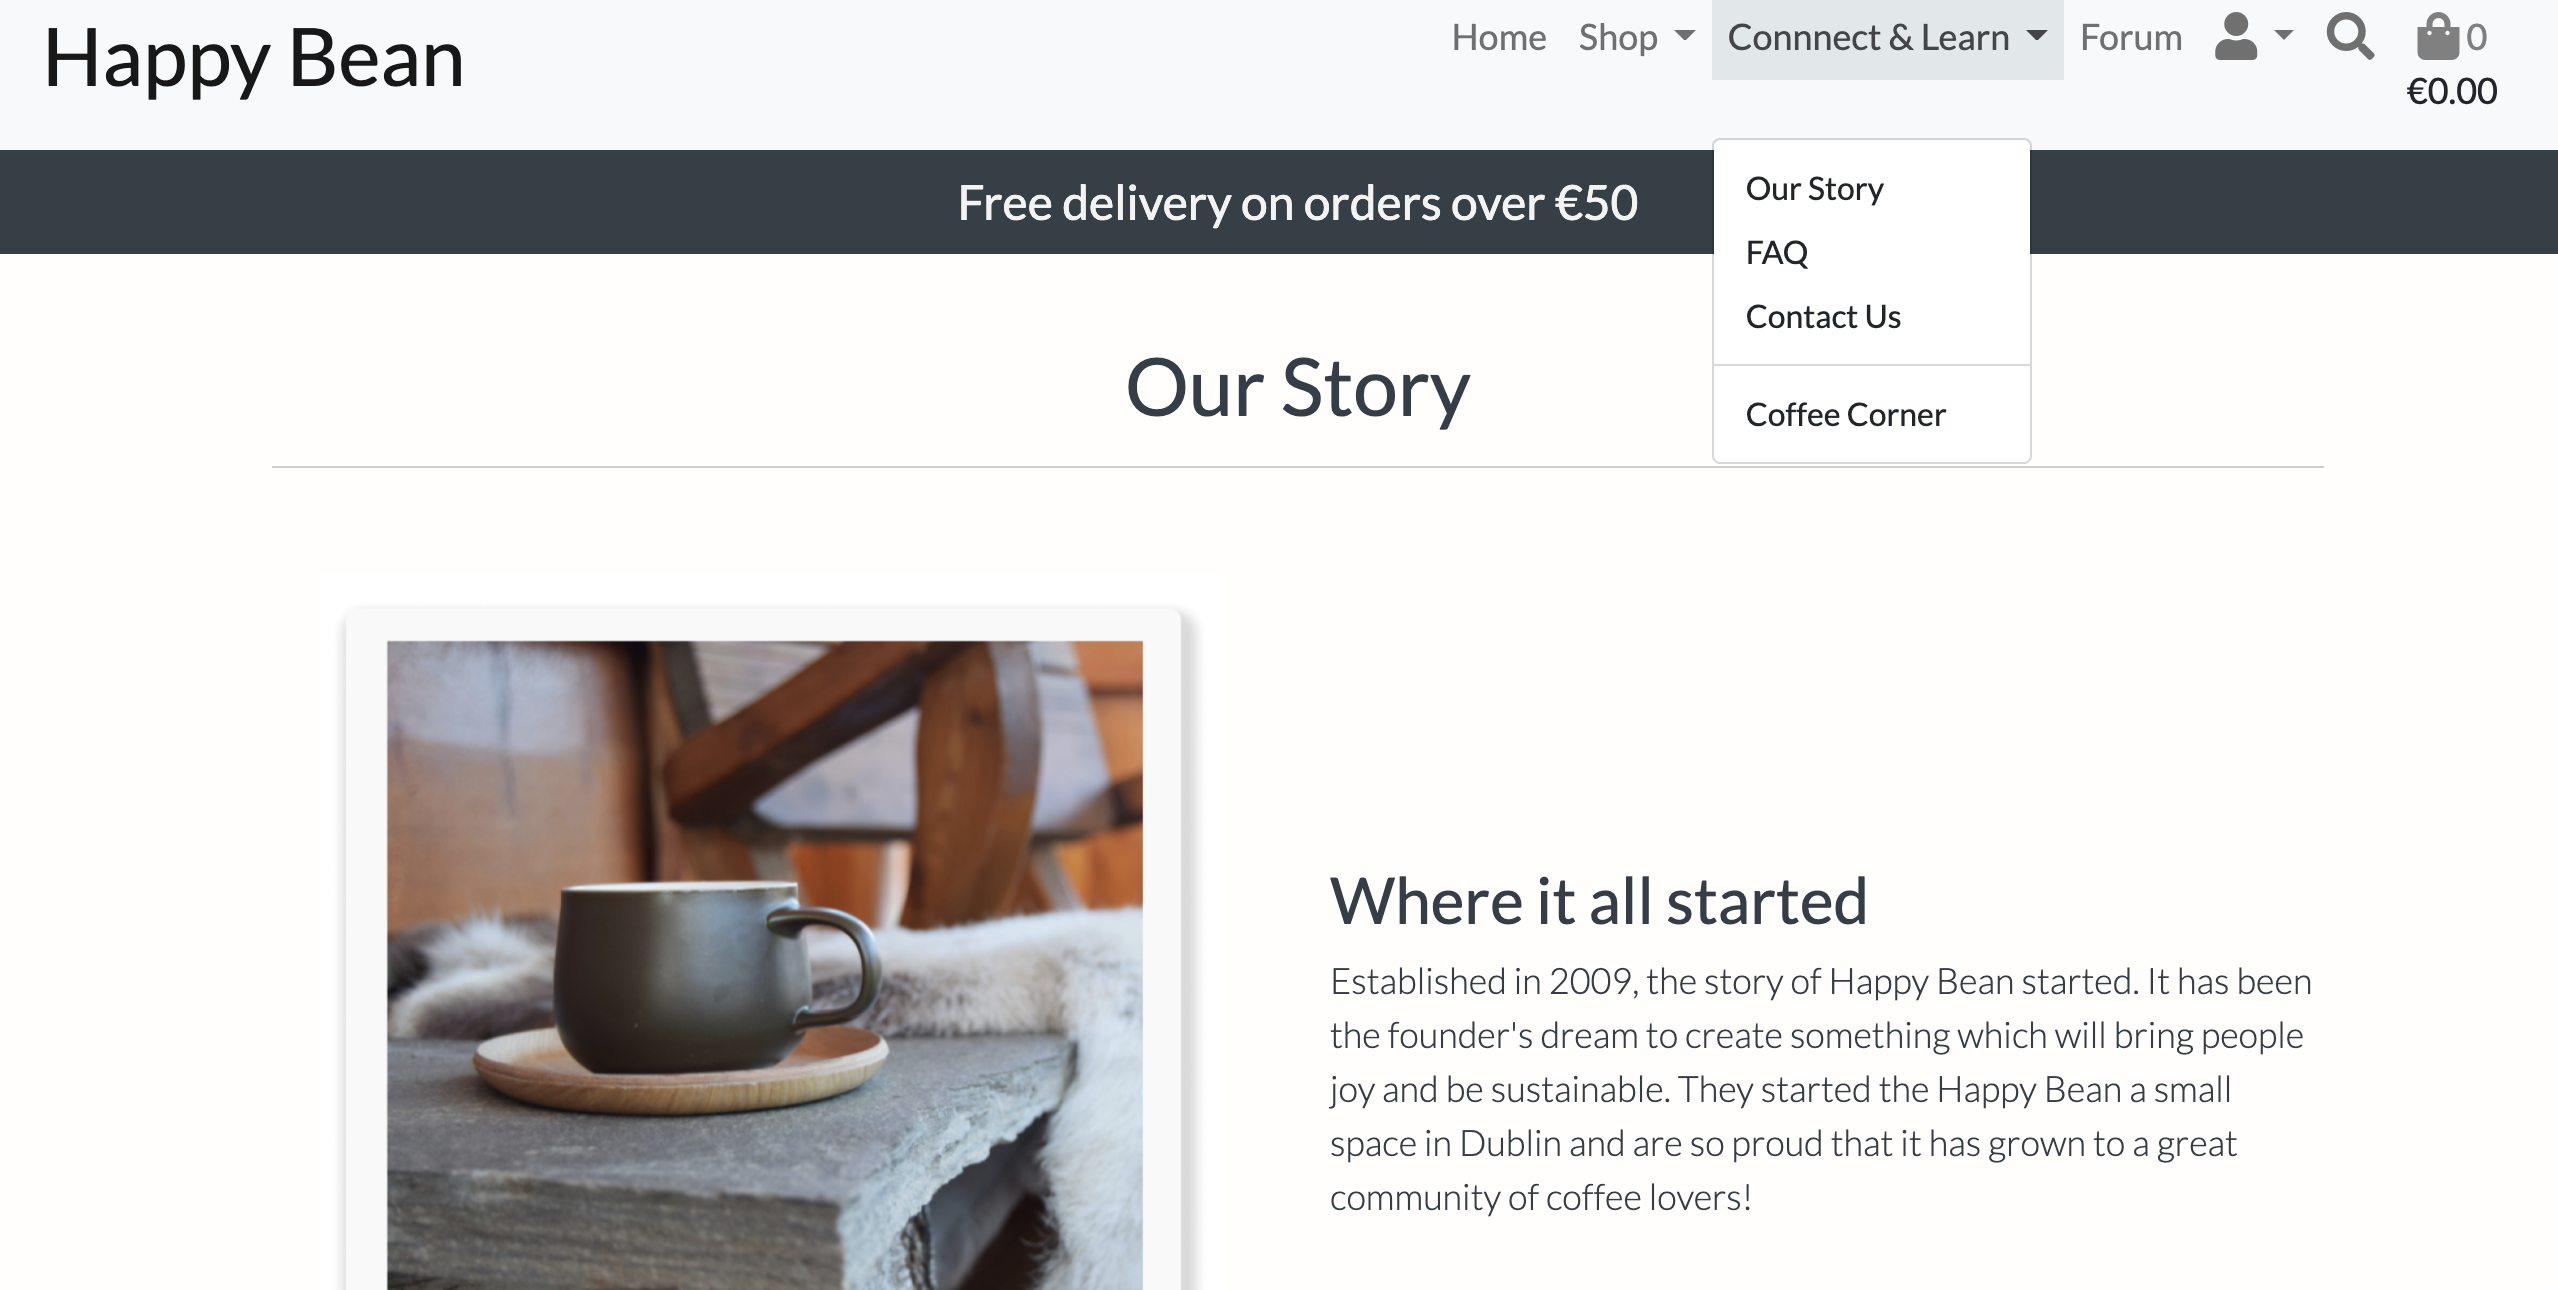 Happy Bean
Home Shop Connnect & Learn Forum 0
€0.00
Free delivery on orders over €50
Our Story
FAQ
Contact Us
Coffee Corner
Our Story
Where it all started
Established in 2009, the story of Happy Bean started. It has been
the founder's dream to create something which will bring people
joy and be sustainable. They started the Happy Bean a small
space in Dublin and are so proud that it has grown to a great
community of coffee lovers!